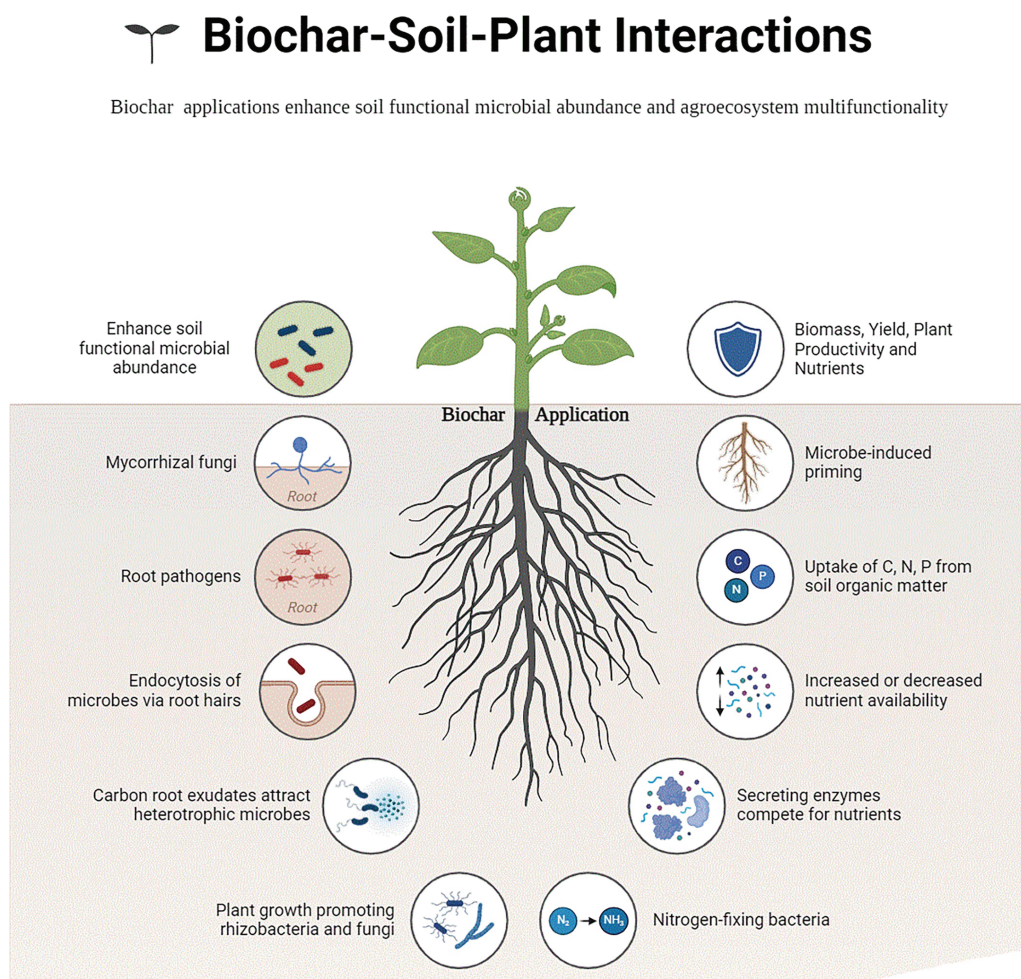 Biochar-Soil-Plant Interactions
Biochar applications enhance soil functional microbial abundance and agroecosystem multifunctionality
Enhance soil
functional microbial
abundance
Biomass, Yield, Plant
Productivity and
Nutrients
Biochar Application
Mycorrhizal fungi
Root
Microbe-induced
priming
Root pathogens
Root
C
P
N
Uptake of C, N, P from
soil organic matter
Endocytosis of
microbes via root hairs
Increased or decreased
nutrient availability
Carbon root exudates attract
heterotrophic microbes
Secreting enzymes
compete for nutrients
Plant growth promoting
rhizobacteria and fungi
N₂
NH₃
Nitrogen-fixing bacteria